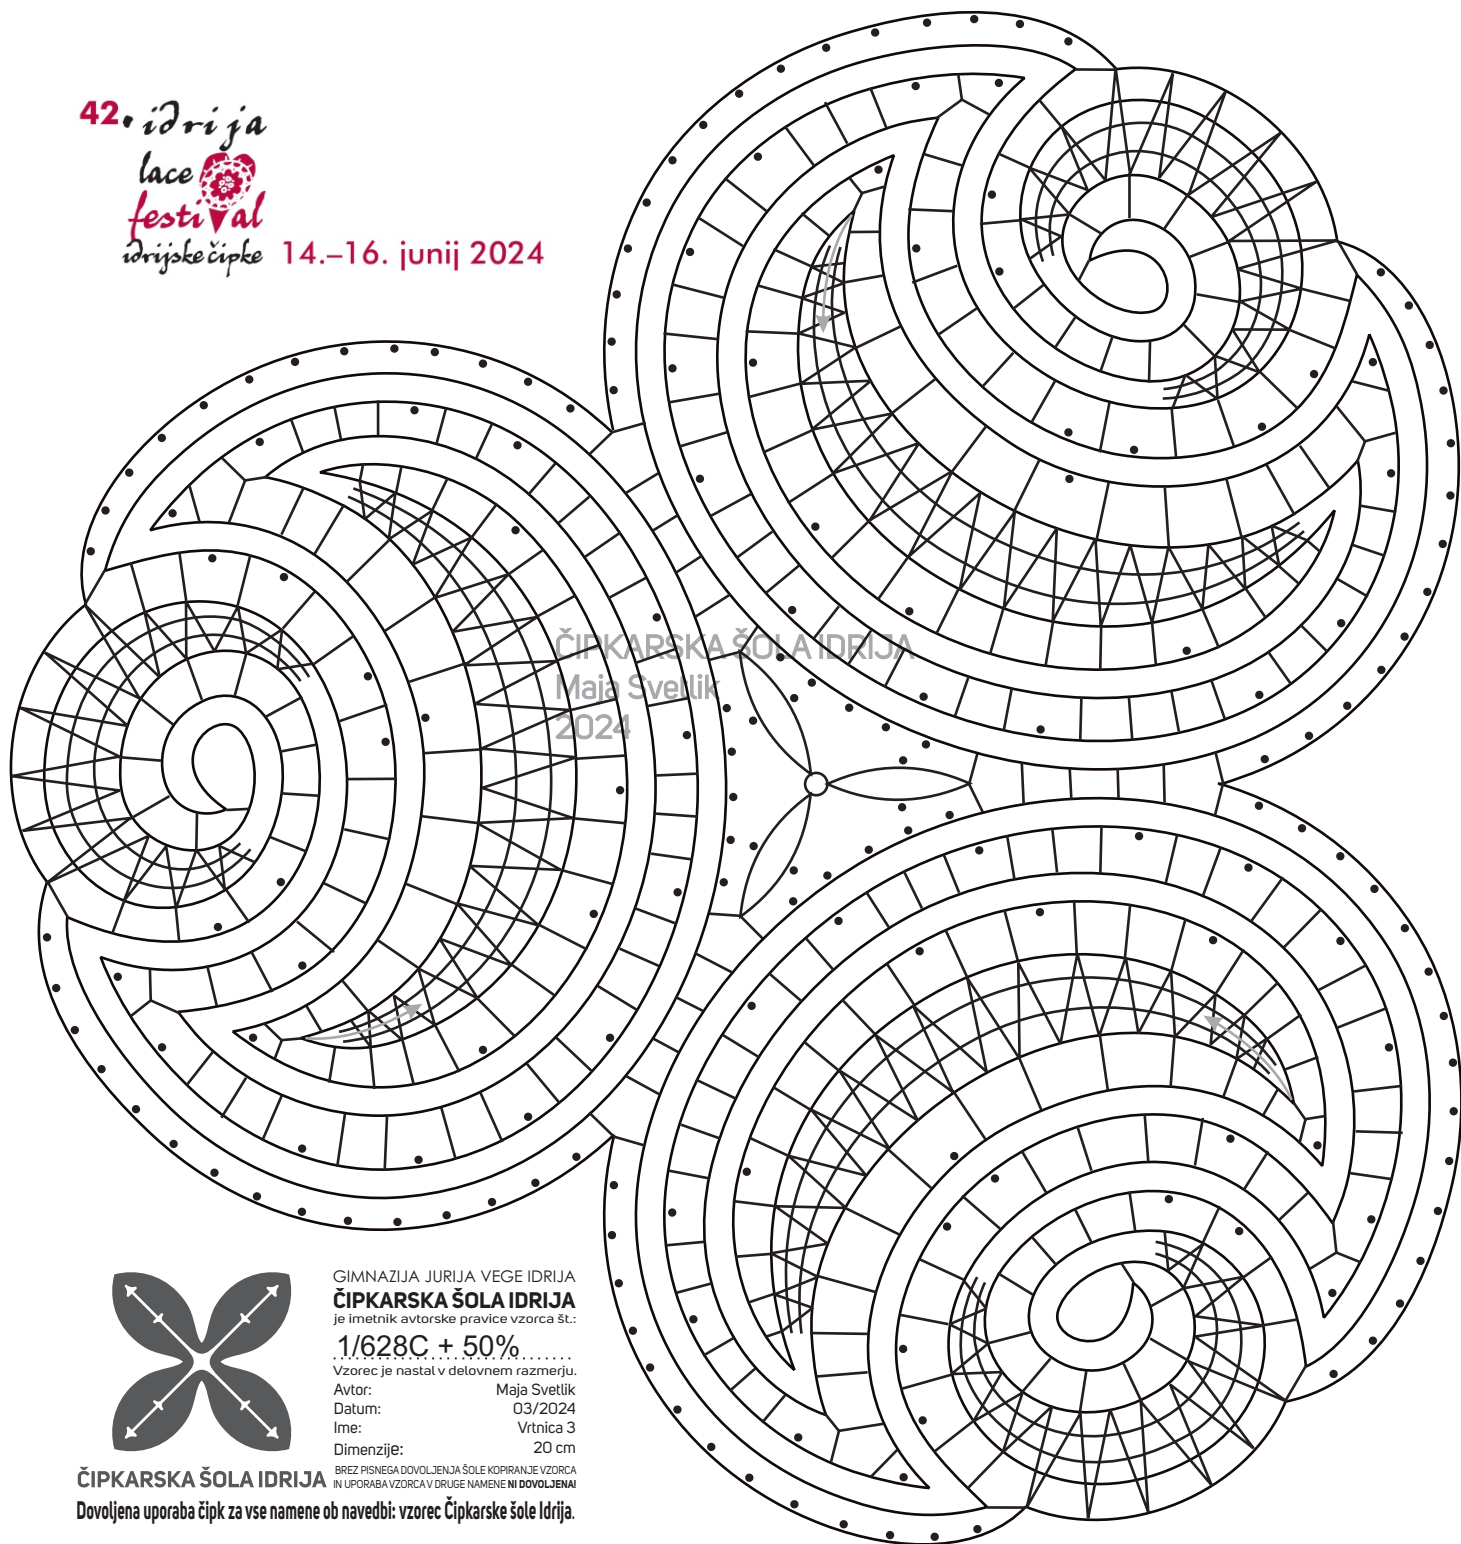 42. idrija
lace
festival
idrijske čipke 14.–16. junij 2024
ČIPKARSKA ŠOLA IDRIJA
Maja Svetlik
2024
GIMNAZIJA JURIJA VEGE IDRIJA
ČIPKARSKA ŠOLA IDRIJA
je imetnik avtorske pravice vzorca št.:
1/628C + 50%
Vzorec je nastal v delovnem razmerju.
Avtor: Maja Svetlik
Datum: 03/2024
Ime: Vrtnica 3
Dimenzije: 20 cm
BREZ PISNEGA DOVOLJENJA ŠOLE KOPIRANJE VZORCA
IN UPORABA VZORCA V DRUGE NAMENE NI DOVOLJENA!
ČIPKARSKA ŠOLA IDRIJA
Dovoljena uporaba čipk za vse namene ob navedbi: vzorec Čipkarske šole Idrija.